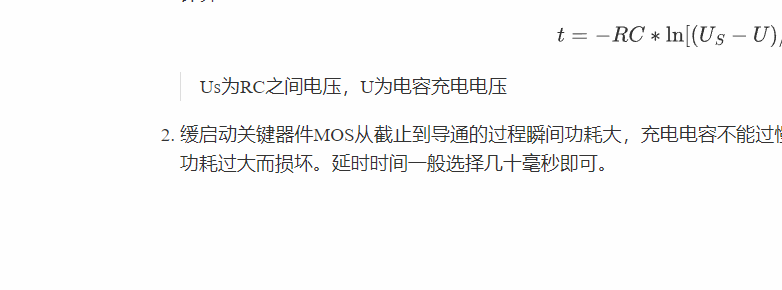 t = −RC ∗ ln[(U_S − U)
Us为RC之间电压，U为电容充电电压
2. 缓启动关键器件MOS从截止到导通的过程瞬间功耗大，充电电容不能过
功耗过大而损坏。延时时间一般选择几十毫秒即可。